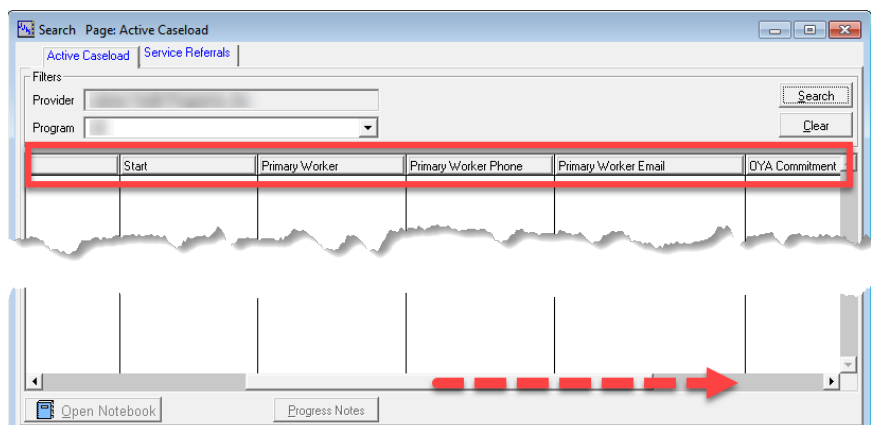 Search Page: Active Caseload
Active Caseload Service Referrals
Filters
Provider
Search
Program
Clear
Start Primary Worker Primary Worker Phone Primary Worker Email OYA Commitment
Open Notebook Progress Notes